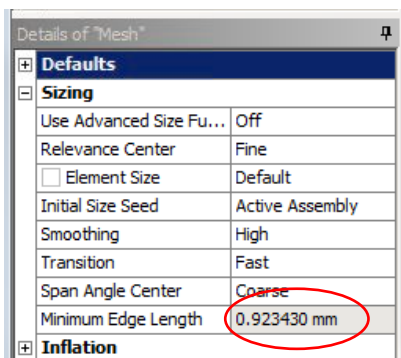 Details of "Mesh"
Defaults
Sizing
Use Advanced Size Fu... Off
Relevance Center Fine
Element Size Default
Initial Size Seed Active Assembly
Smoothing High
Transition Fast
Span Angle Center Coarse
Minimum Edge Length 0.923430 mm
Inflation